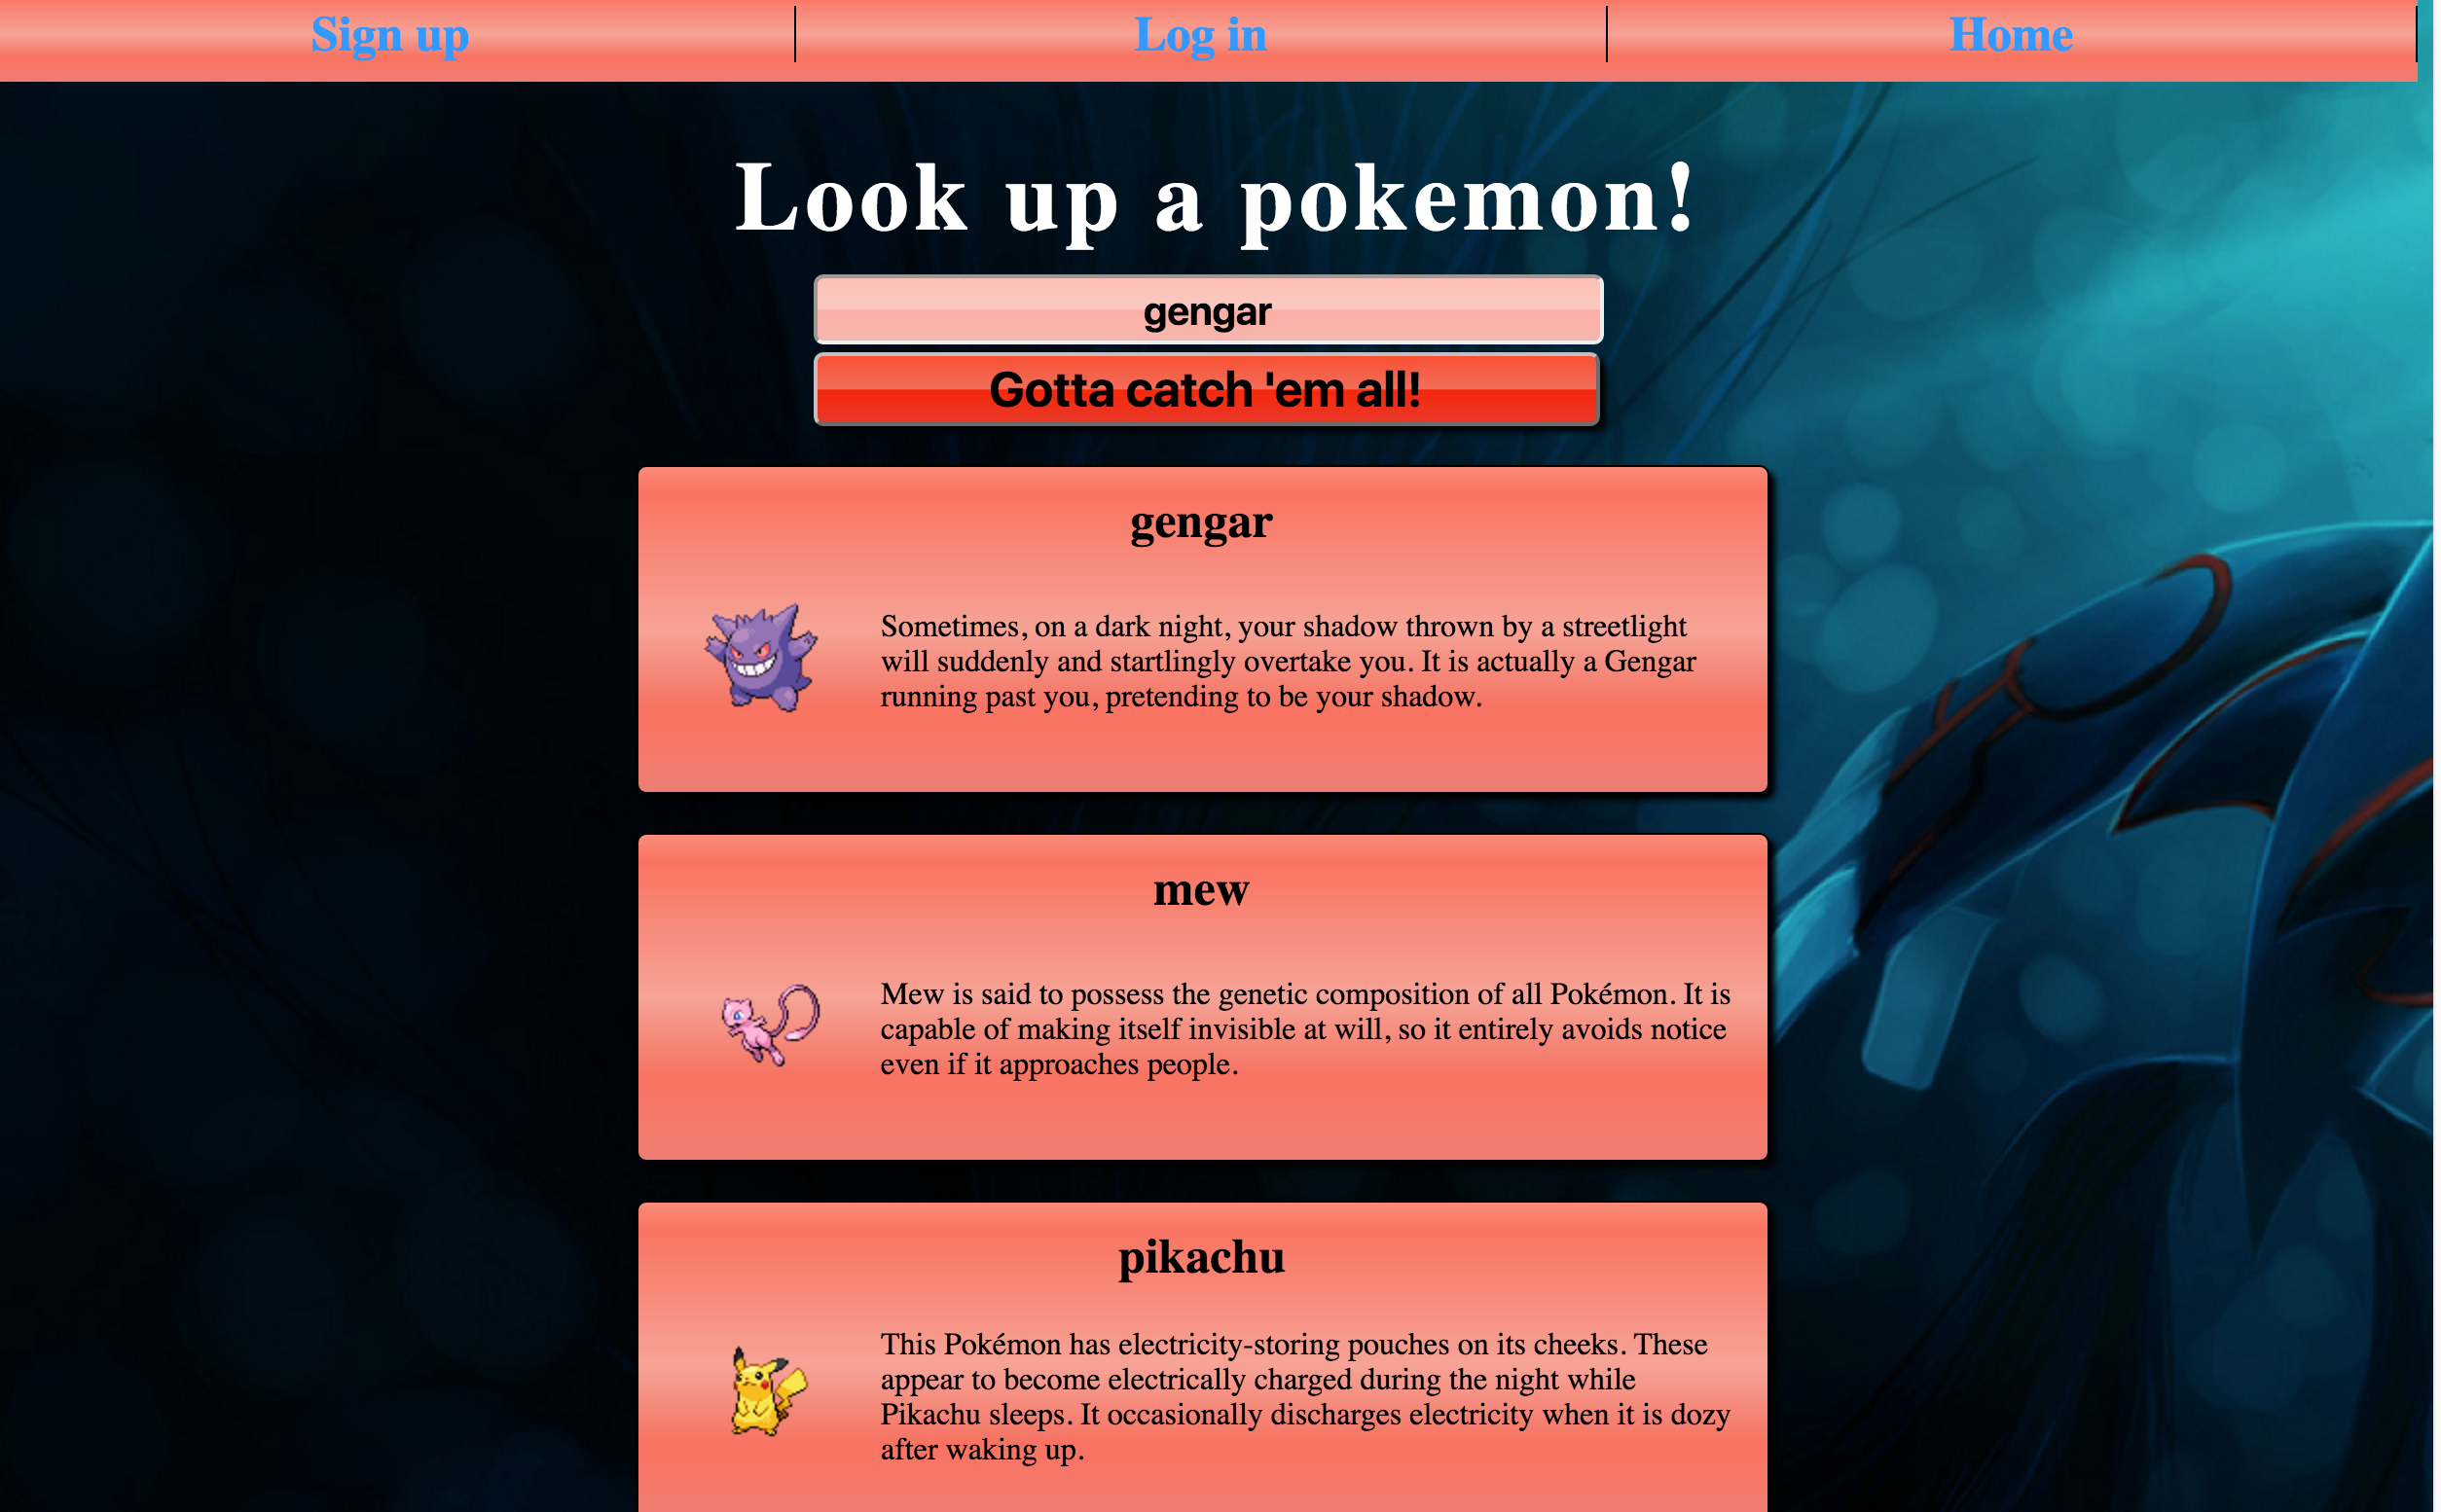 Sign up
Log in
Home
Look up a pokemon!
gengar
Gotta catch 'em all!
gengar
Sometimes, on a dark night, your shadow thrown by a streetlight
will suddenly and startlingly overtake you. It is actually a Gengar
running past you, pretending to be your shadow.
mew
Mew is said to possess the genetic composition of all Pokémon. It is
capable of making itself invisible at will, so it entirely avoids notice
even if it approaches people.
pikachu
This Pokémon has electricity-storing pouches on its cheeks. These
appear to become electrically charged during the night while
Pikachu sleeps. It occasionally discharges electricity when it is dozy
after waking up.